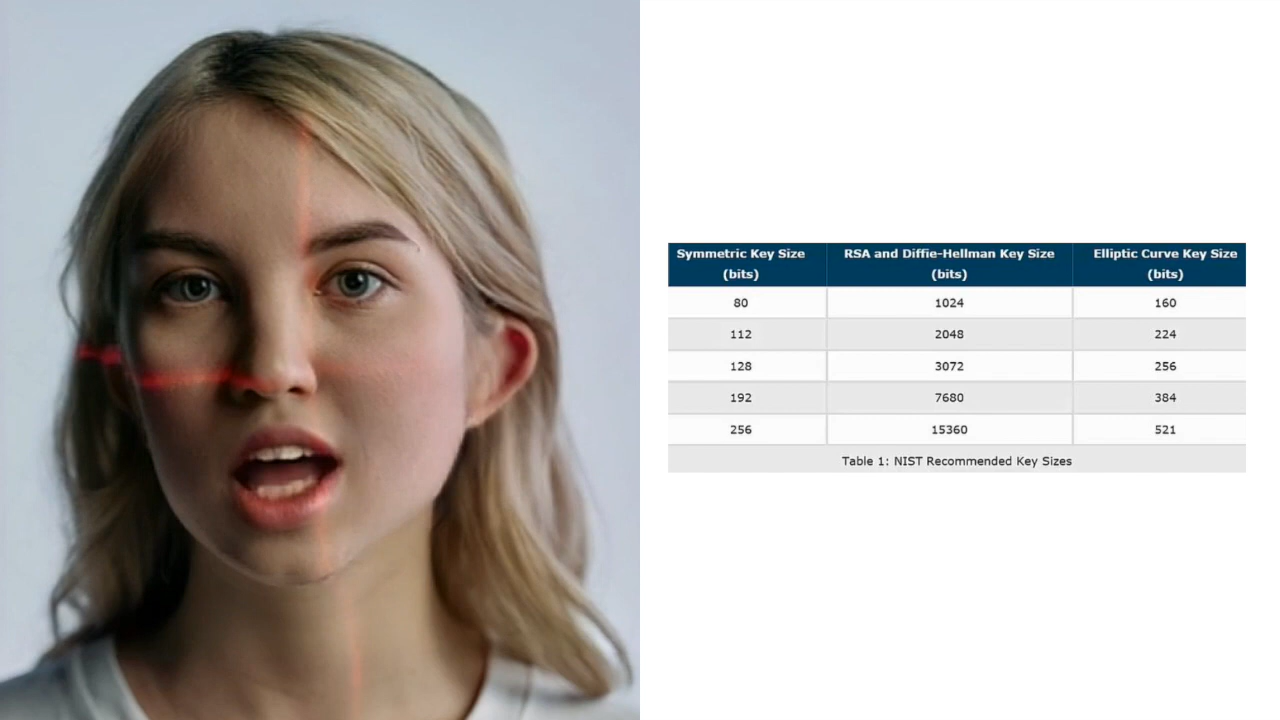 Symmetric Key Size (bits) RSA and Diffie-Hellman Key Size (bits) Elliptic Curve Key Size (bits)
80 1024 160
112 2048 224
128 3072 256
192 7680 384
256 15360 521
Table 1: NIST Recommended Key Sizes